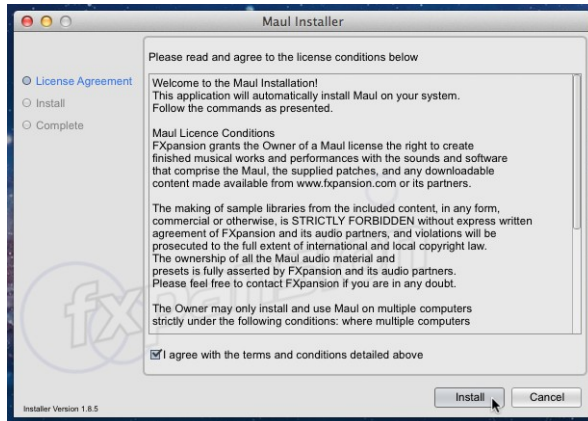 Maul Installer
Please read and agree to the license conditions below
License Agreement
Install
Complete
Welcome to the Maul Installation!
This application will automatically install Maul on your system.
Follow the commands as presented.
Maul Licence Conditions
FXpansion grants the Owner of a Maul license the right to create
finished musical works and performances with the sounds and software
that comprise the Maul, the supplied patches, and any downloadable
content made available from www.fxpansion.com or its partners.
The making of sample libraries from the included content, in any form,
commercial or otherwise, is STRICTLY FORBIDDEN without express written
agreement of FXpansion and its audio partners, and violations will be
prosecuted to the full extent of international and local copyright law.
The ownership of all the Maul audio material and
presets is fully asserted by FXpansion and its audio partners.
Please feel free to contact FXpansion if you are in any doubt.
The Owner may only install and use Maul on multiple computers
strictly under the following conditions: where multiple computers
fxpansion
I agree with the terms and conditions detailed above
Install
Cancel
Installer Version 1.8.5